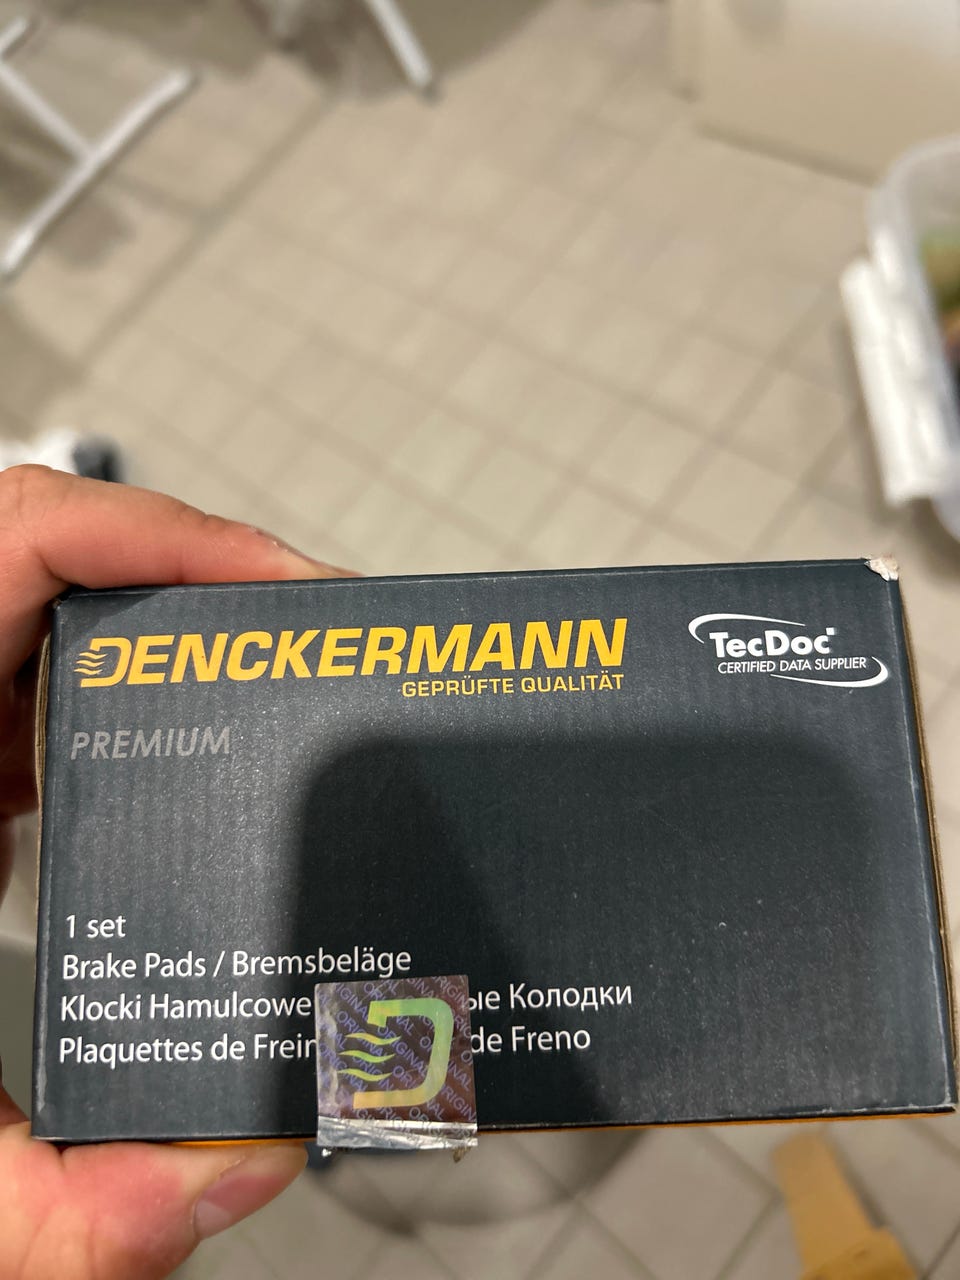 DENCKERMANN
GEPRÜFTE QUALITÄT
TecDoc
CERTIFIED DATA SUPPLIER
PREMIUM
1 set
Brake Pads / Bremsbeläge
Klocki Hamulcowe Колодки
Plaquettes de Frein de Freno
ORIGINAL